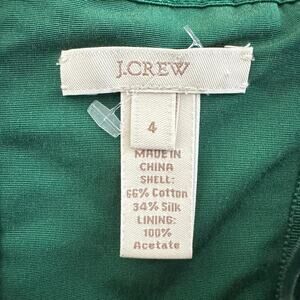 J.CREW
4
MADE IN
CHINA
SHELL:
66% Cotton
34% Silk
LINING:
100%
Acetate